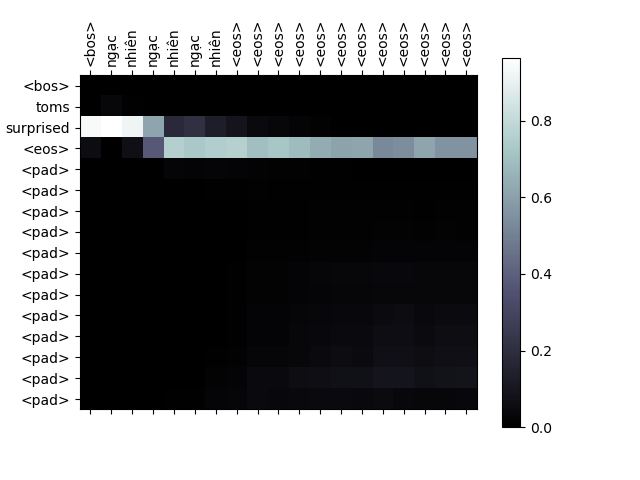 <bos> ngạc nhiên ngạc nhiên ngạc nhiên <eos> <eos> <eos> <eos> <eos> <eos> <eos> <eos> <eos> <eos> <eos> <eos>
<bos>
toms
surprised
<eos>
<pad>
<pad>
<pad>
<pad>
<pad>
<pad>
<pad>
<pad>
<pad>
<pad>
<pad>
<pad>
0.8
0.6
0.4
0.2
0.0